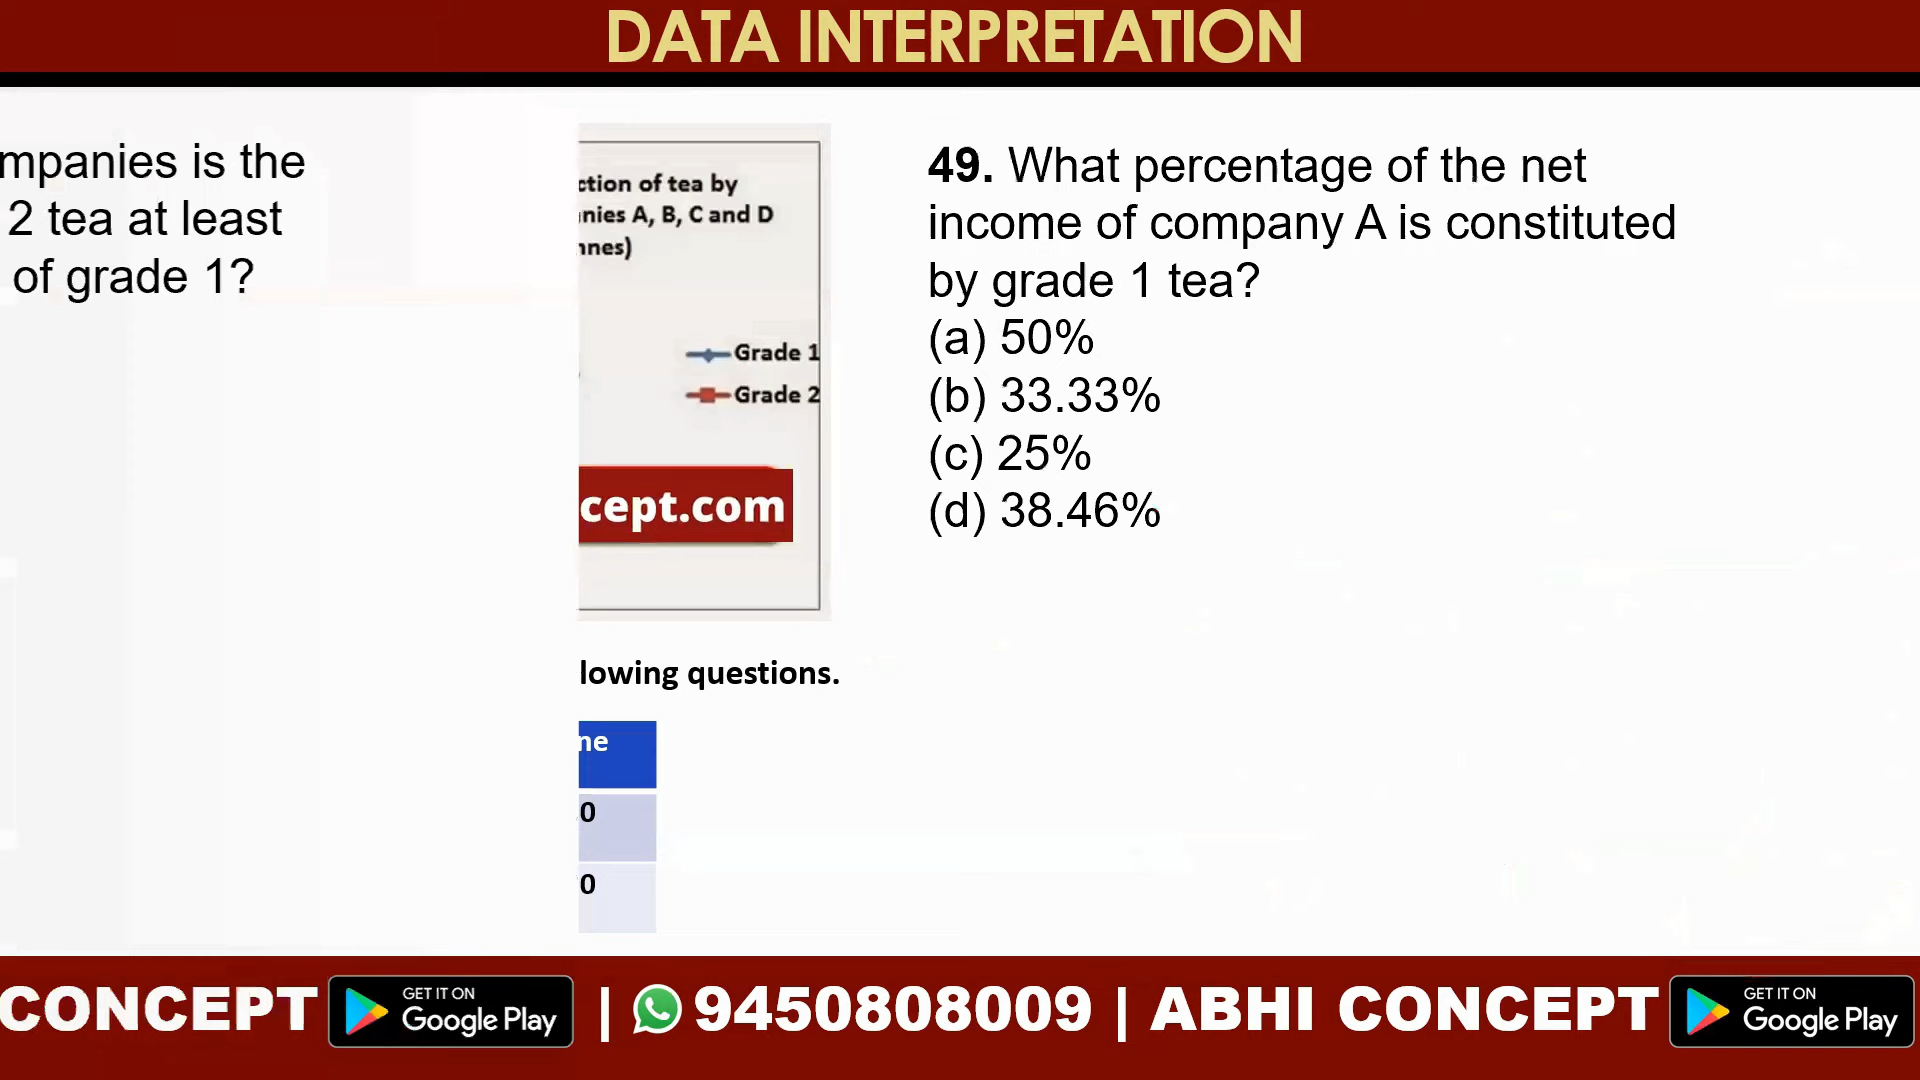 DATA INTERPRETATION
mpanies is the
2 tea at least
of grade 1?
ction of tea by
nies A, B, C and D
nnes)
Grade 1
Grade 2
cept.com
lowing questions.
ne
0
0
49. What percentage of the net
income of company A is constituted
by grade 1 tea?
(a) 50%
(b) 33.33%
(c) 25%
(d) 38.46%
CONCEPT GET IT ON Google Play | 9450808009 | ABHI CONCEPT GET IT ON Google Play